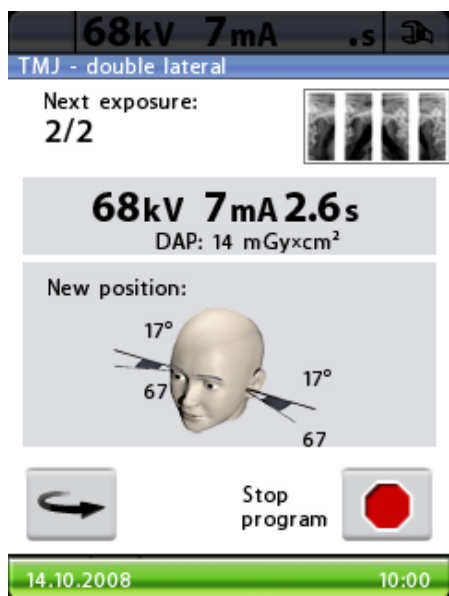 68kV 7mA .s
TMJ - double lateral
Next exposure:
2/2
68kV 7mA 2.6s
DAP: 14 mGy×cm²
New position:
17°
67
17°
67
Stop
program
14.10.2008 10:00